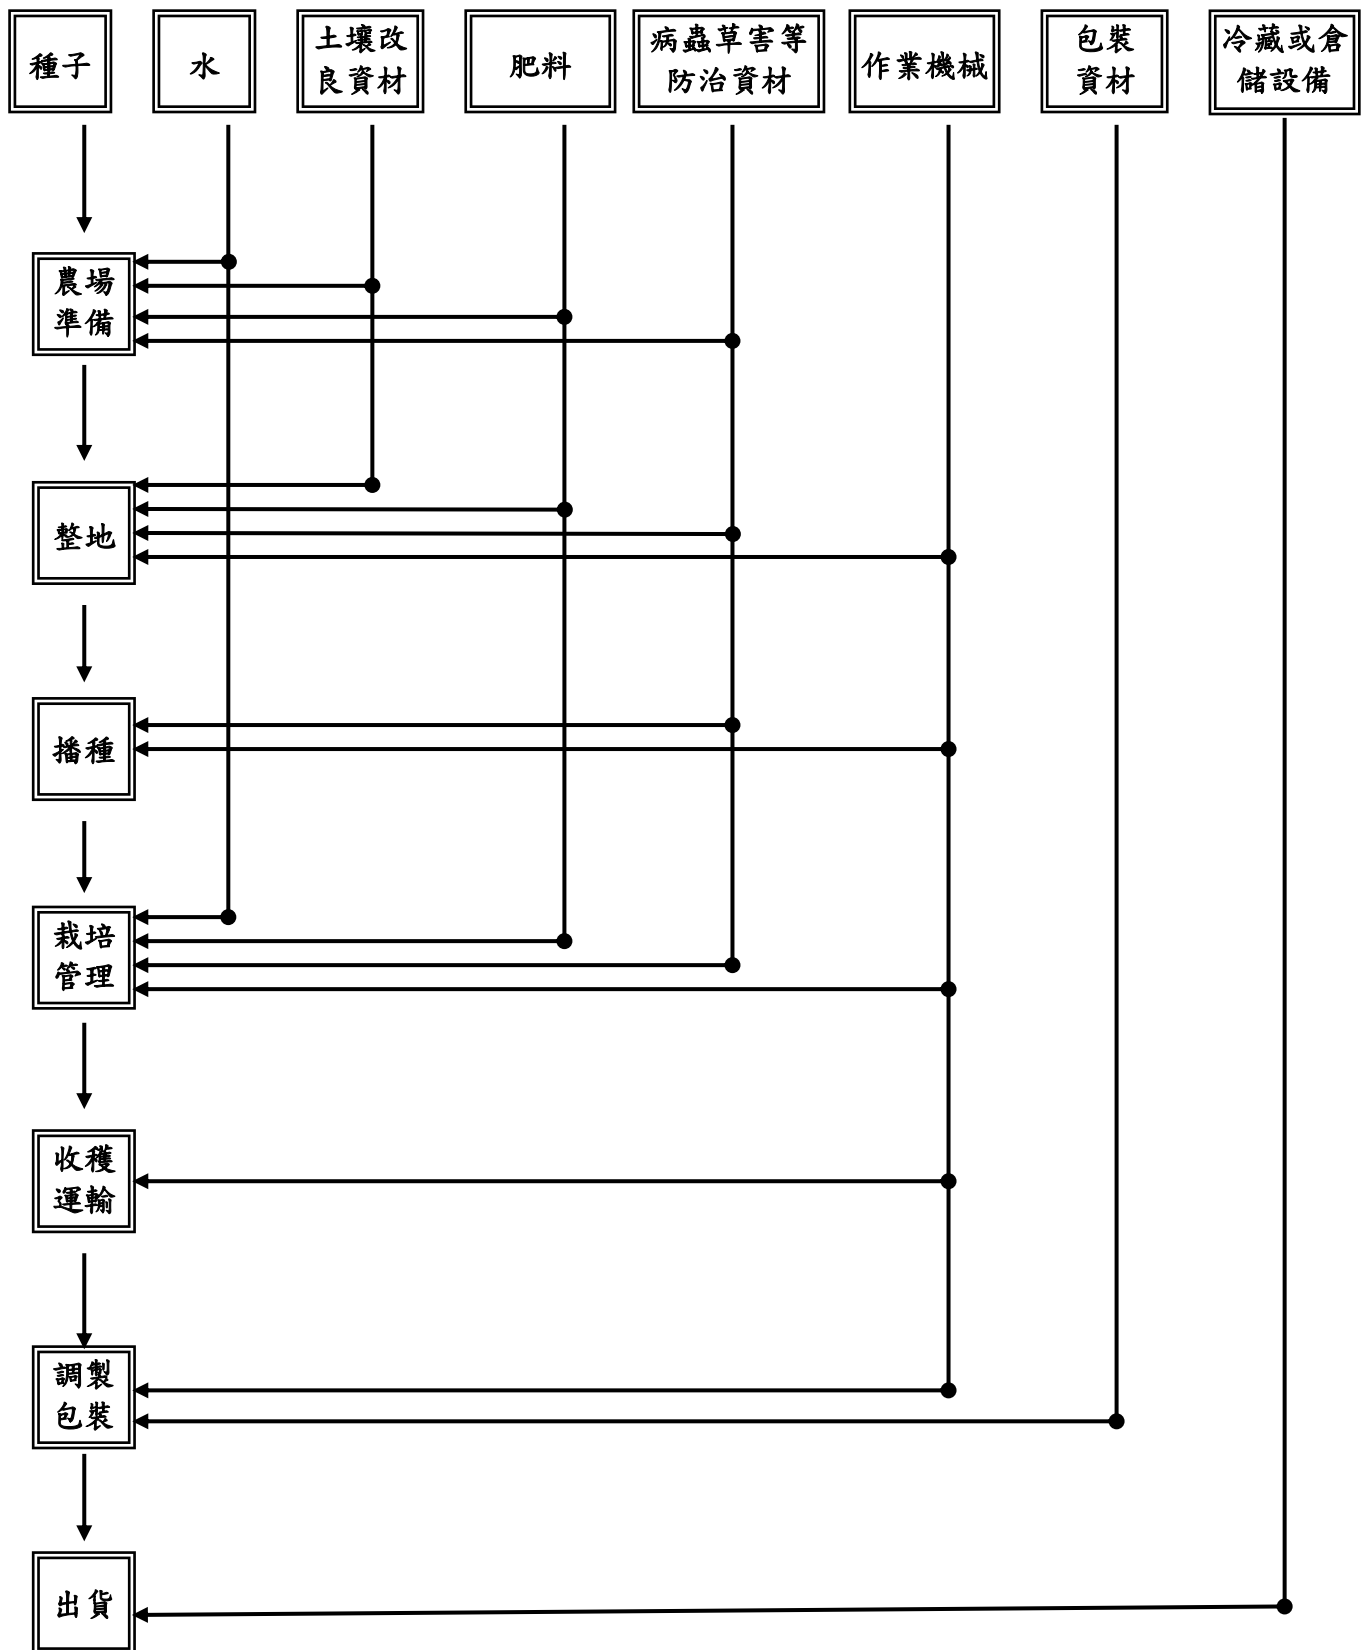 種子
水
土壤改
良資材
肥料
病蟲草害等
防治資材
作業機械
包裝
資材
冷藏或倉
儲設備
農場
準備
整地
播種
栽培
管理
收穫
運輸
調製
包裝
出貨